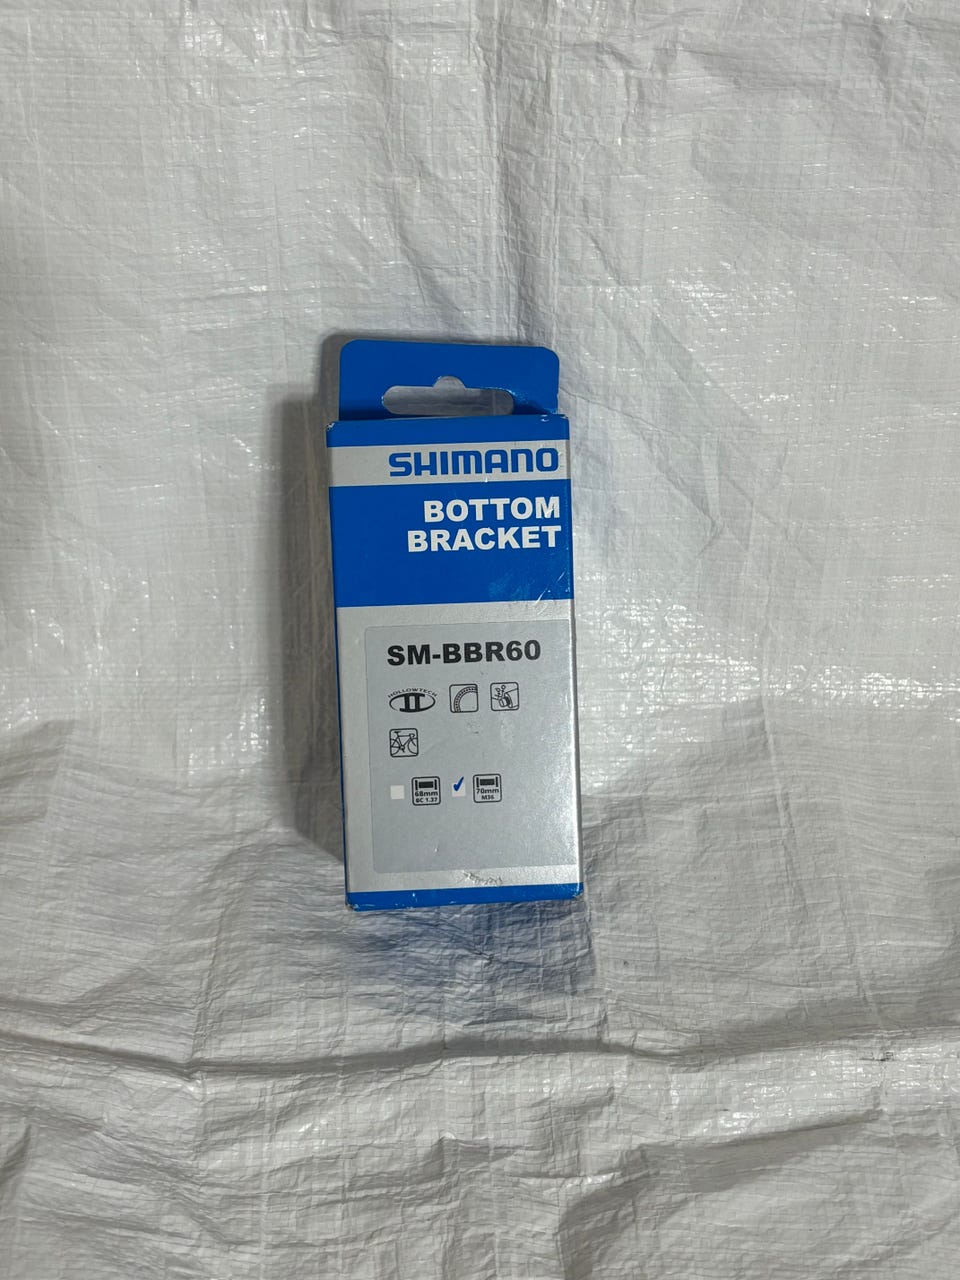 SHIMANO
BOTTOM
BRACKET
SM-BBR60
HOLLOWTECH
II
68mm
BC 1.37
70mm
M36